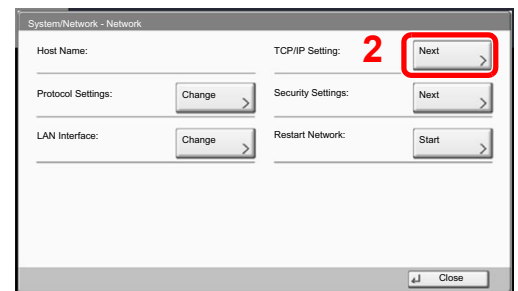 System/Network - Network
Host Name:
TCP/IP Setting:
2
Next
Protocol Settings:
Change
Security Settings:
Next
LAN Interface:
Change
Restart Network:
Start
Close